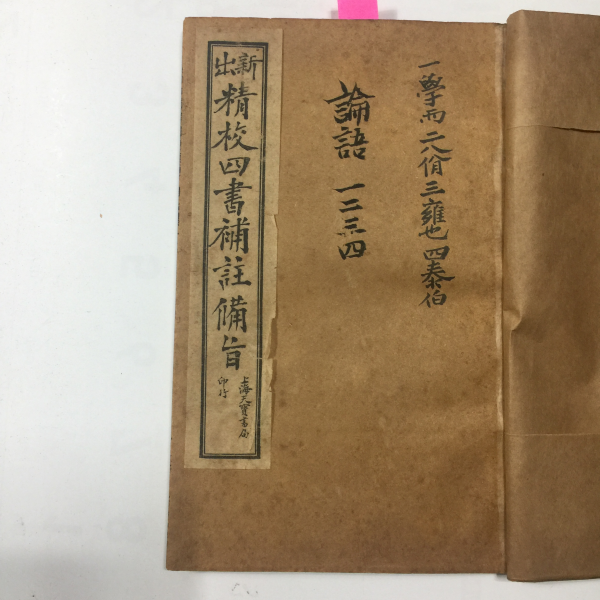 一學而二八佾三雍也四泰伯
論語 一二三四
新出
精校四書補註備旨
上海天寶書局
印行